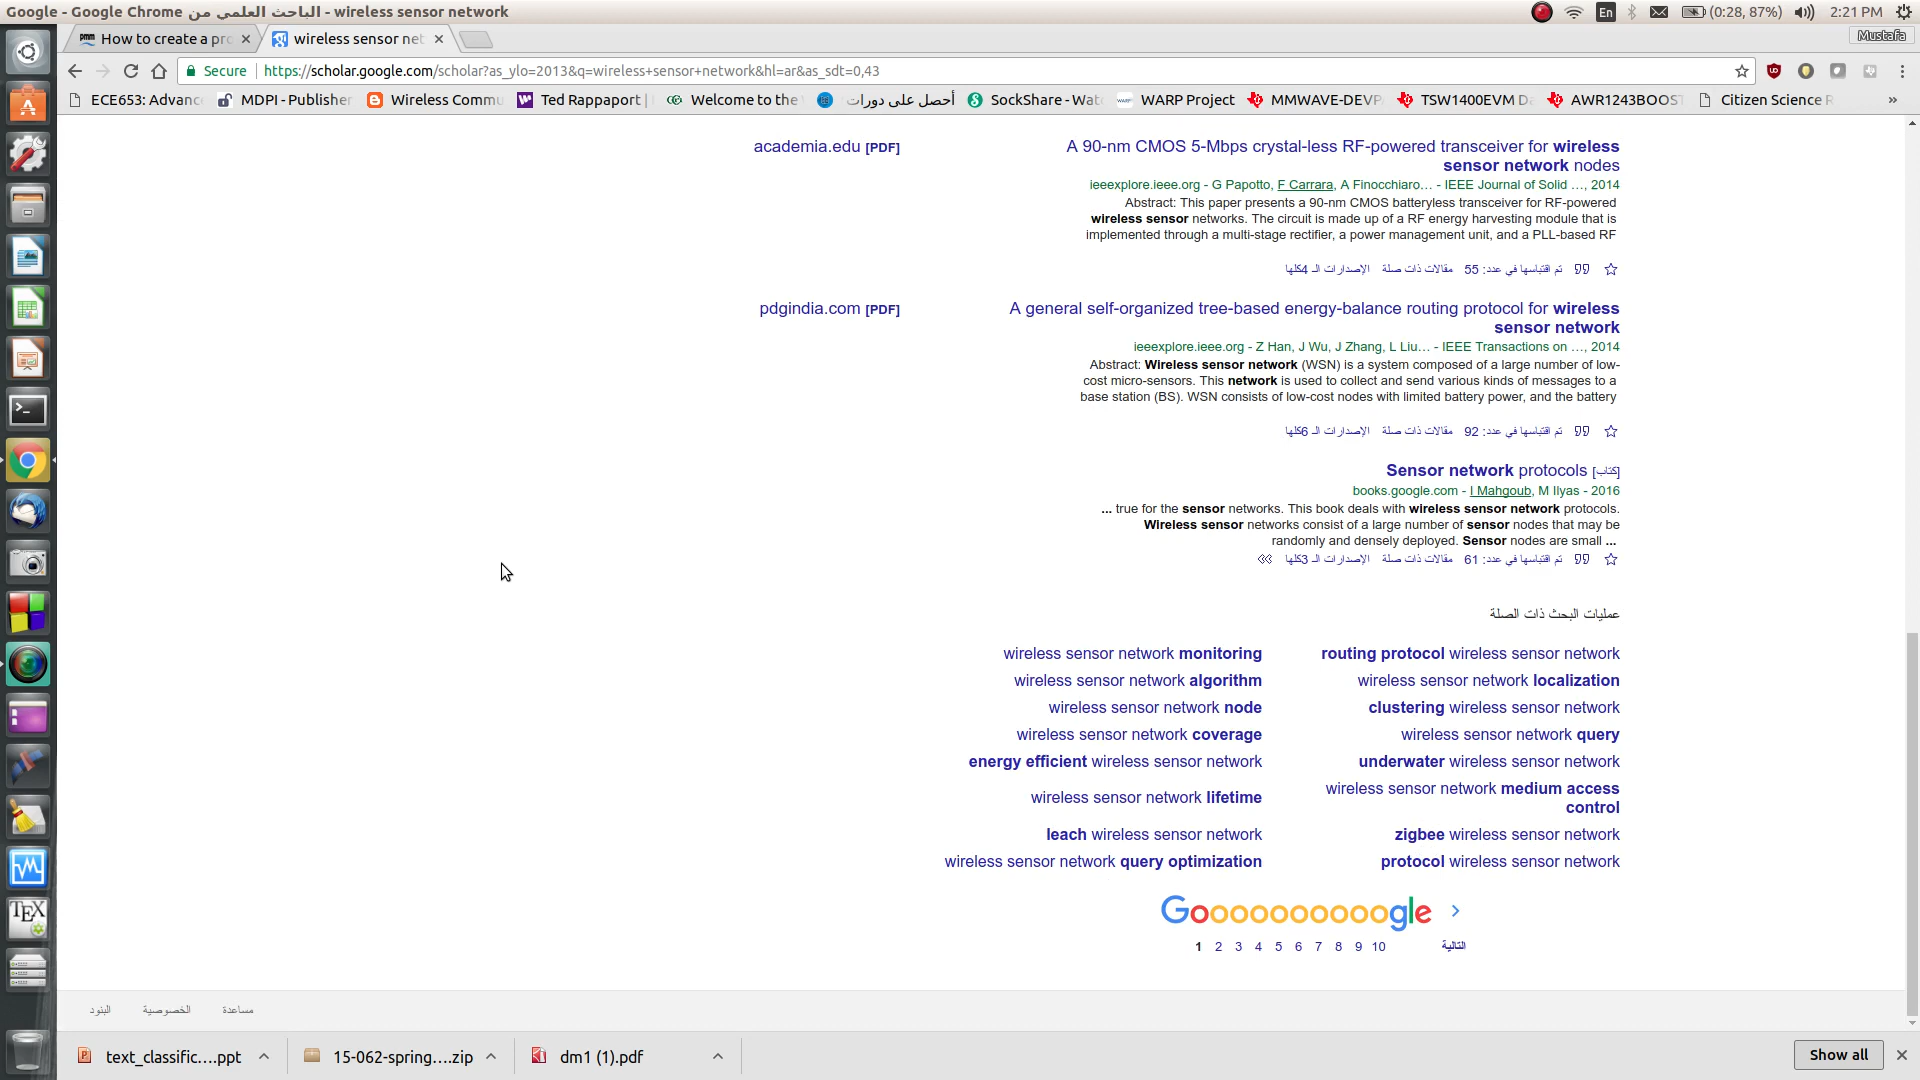 Google - Google Chrome الباحث العلمي من - wireless sensor network
En
(0:28, 87%)
2:21 PM
How to create a pro
wireless sensor net
Mustafa
Secure
https://scholar.google.com/scholar?as_ylo=2013&q=wireless+sensor+network&hl=ar&as_sdt=0,43
ECE653: Advanc
MDPI - Publisher
Wireless Commu
Ted Rappaport |
Welcome to the
أحصل على دورات
SockShare - Wat
WARP Project
MMWAVE-DEVP
TSW1400EVM Da
AWR1243BOOST
Citizen Science R
»
academia.edu [PDF]
A 90-nm CMOS 5-Mbps crystal-less RF-powered transceiver for wireless
sensor network nodes
ieeexplore.ieee.org - G Papotto, F Carrara, A Finocchiaro… - IEEE Journal of Solid …, 2014
Abstract: This paper presents a 90-nm CMOS batteryless transceiver for RF-powered
wireless sensor networks. The circuit is made up of a RF energy harvesting module that is
implemented through a multi-stage rectifier, a power management unit, and a PLL-based RF
تم اقتباسها في عدد: 55 مقالات ذات صلة الإصدارات الـ 4كلها
pdgindia.com [PDF]
A general self-organized tree-based energy-balance routing protocol for wireless
sensor network
ieeexplore.ieee.org - Z Han, J Wu, J Zhang, L Liu… - IEEE Transactions on …, 2014
Abstract: Wireless sensor network (WSN) is a system composed of a large number of low-
cost micro-sensors. This network is used to collect and send various kinds of messages to a
base station (BS). WSN consists of low-cost nodes with limited battery power, and the battery
تم اقتباسها في عدد: 92 مقالات ذات صلة الإصدارات الـ 6كلها
Sensor network protocols [كتاب]
books.google.com - I Mahgoub, M Ilyas - 2016
... true for the sensor networks. This book deals with wireless sensor network protocols.
Wireless sensor networks consist of a large number of sensor nodes that may be
randomly and densely deployed. Sensor nodes are small ...
تم اقتباسها في عدد: 61 مقالات ذات صلة الإصدارات الـ 3كلها
عمليات البحث ذات الصلة
routing protocol wireless sensor network
wireless sensor network monitoring
wireless sensor network localization
wireless sensor network algorithm
clustering wireless sensor network
wireless sensor network node
wireless sensor network query
wireless sensor network coverage
underwater wireless sensor network
energy efficient wireless sensor network
wireless sensor network medium access
control
wireless sensor network lifetime
zigbee wireless sensor network
leach wireless sensor network
protocol wireless sensor network
wireless sensor network query optimization
Goooooooooogle
1 2 3 4 5 6 7 8 9 10 التالية
مساعدة الخصوصية البنود
text_classific....ppt
15-062-spring....zip
dm1 (1).pdf
Show all
TEX